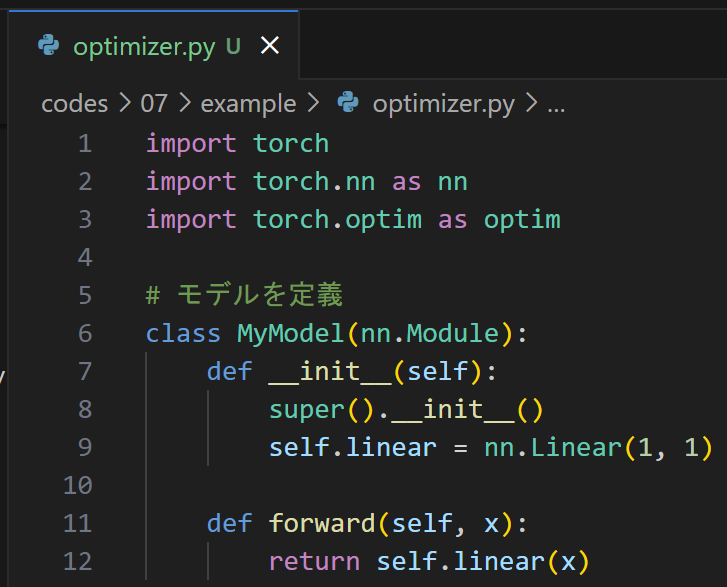 optimizer.py U ×
codes > 07 > example > optimizer.py > ...
1 import torch
2 import torch.nn as nn
3 import torch.optim as optim
4
5 # モデルを定義
6 class MyModel(nn.Module):
7     def __init__(self):
8         super().__init__()
9         self.linear = nn.Linear(1, 1)
10
11     def forward(self, x):
12         return self.linear(x)